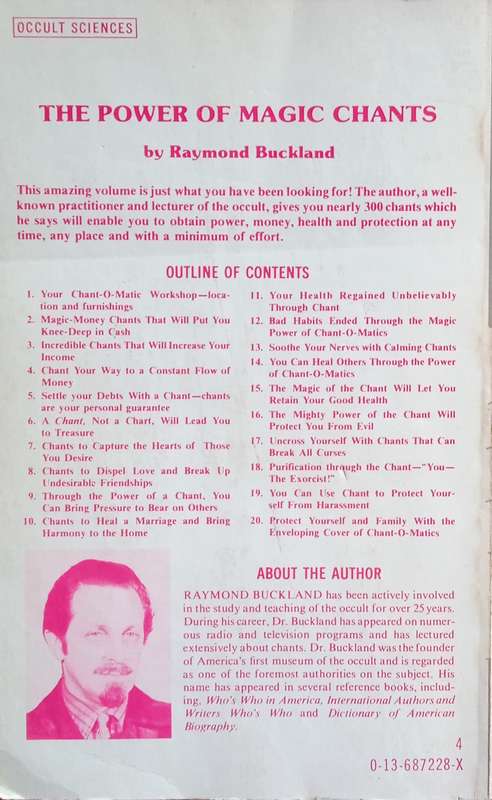 OCCULT SCIENCES
THE POWER OF MAGIC CHANTS
by Raymond Buckland
This amazing volume is just what you have been looking for! The author, a well-
known practitioner and lecturer of the occult, gives you nearly 300 chants which
he says will enable you to obtain power, money, health and protection at any
time, any place and with a minimum of effort.
OUTLINE OF CONTENTS
1. Your Chant-O-Matic Workshop—loca-
tion and furnishings
2. Magic-Money Chants That Will Put You
Knee-Deep in Cash
3. Incredible Chants That Will Increase Your
Income
4. Chant Your Way to a Constant Flow of
Money
5. Settle your Debts With a Chant—chants
are your personal guarantee
6. A Chant, Not a Chart, Will Lead You
to Treasure
7. Chants to Capture the Hearts of Those
You Desire
8. Chants to Dispel Love and Break Up
Undesirable Friendships
9. Through the Power of a Chant, You
Can Bring Pressure to Bear on Others
10. Chants to Heal a Marriage and Bring
Harmony to the Home
11. Your Health Regained Unbelievably
Through Chant
12. Bad Habits Ended Through the Magic
Power of Chant-O-Matics
13. Soothe Your Nerves with Calming Chants
14. You Can Heal Others Through the Power
of Chant-O-Matics
15. The Magic of the Chant Will Let You
Retain Your Good Health
16. The Mighty Power of the Chant Will
Protect You From Evil
17. Uncross Yourself With Chants That Can
Break All Curses
18. Purification through the Chant—"You—
The Exorcist!"
19. You Can Use Chant to Protect Your-
self From Harassment
20. Protect Yourself and Family With the
Enveloping Cover of Chant-O-Matics
ABOUT THE AUTHOR
RAYMOND BUCKLAND has been actively involved
in the study and teaching of the occult for over 25 years.
During his career, Dr. Buckland has appeared on numer-
ous radio and television programs and has lectured
extensively about chants. Dr. Buckland was the founder
of America's first museum of the occult and is regarded
as one of the foremost authorities on the subject. His
name has appeared in several reference books, includ-
ing, Who's Who in America, International Authors and
Writers Who's Who and Dictionary of American
Biography.
4
0-13-687228-X